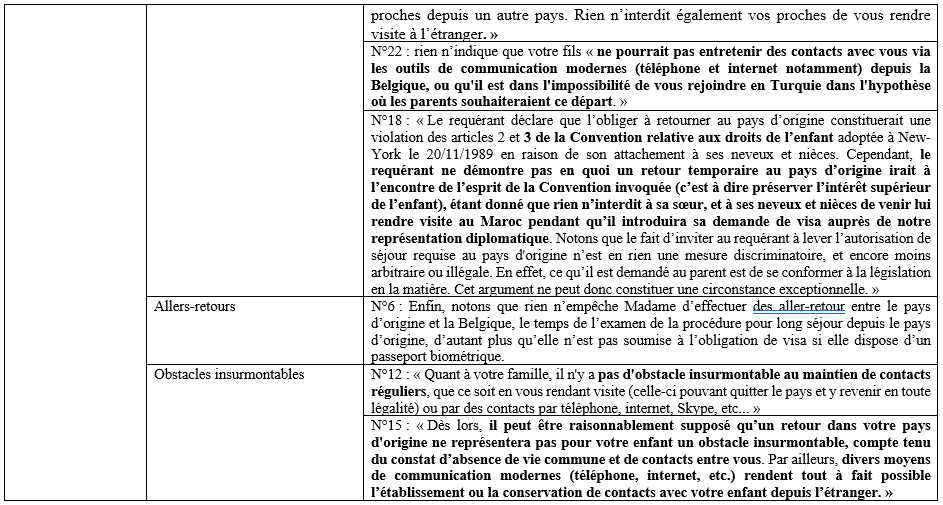 proches depuis un autre pays. Rien n’interdit également vos proches de vous rendre
visite à l’étranger. »
N°22 : rien n’indique que votre fils « ne pourrait pas entretenir des contacts avec vous via
les outils de communication modernes (téléphone et internet notamment) depuis la
Belgique, ou qu'il est dans l'impossibilité de vous rejoindre en Turquie dans l'hypothèse
où les parents souhaiteraient ce départ. »
N°18 : « Le requérant déclare que l’obliger à retourner au pays d’origine constituerait une
violation des articles 2 et 3 de la Convention relative aux droits de l’enfant adoptée à New-
York le 20/11/1989 en raison de son attachement à ses neveux et nièces. Cependant, le
requérant ne démontre pas en quoi un retour temporaire au pays d’origine irait à
l’encontre de l’esprit de la Convention invoquée (c’est à dire préserver l’intérêt supérieur
de l’enfant), étant donné que rien n’interdit à sa sœur, et à ses neveux et nièces de venir lui
rendre visite au Maroc pendant qu’il introduira sa demande de visa auprès de notre
représentation diplomatique. Notons que le fait d’inviter au requérant à lever l’autorisation de
séjour requise au pays d'origine n’est en rien une mesure discriminatoire, et encore moins
arbitraire ou illégale. En effet, ce qu’il est demandé au parent est de se conformer à la législation
en la matière. Cet argument ne peut donc constituer une circonstance exceptionnelle. »
Allers-retours
N°6 : Enfin, notons que rien n’empêche Madame d’effectuer des aller-retour entre le pays
d’origine et la Belgique, le temps de l’examen de la procédure pour long séjour depuis le pays
d’origine, d’autant plus qu’elle n’est pas soumise à l’obligation de visa si elle dispose d’un
passeport biométrique.
Obstacles insurmontables
N°12 : « Quant à votre famille, il n'y a pas d'obstacle insurmontable au maintien de contacts
réguliers, que ce soit en vous rendant visite (celle-ci pouvant quitter le pays et y revenir en toute
légalité) ou par des contacts par téléphone, internet, Skype, etc... »
N°15 : « Dès lors, il peut être raisonnablement supposé qu’un retour dans votre pays
d'origine ne représentera pas pour votre enfant un obstacle insurmontable, compte tenu
du constat d’absence de vie commune et de contacts entre vous. Par ailleurs, divers moyens
de communication modernes (téléphone, internet, etc.) rendent tout à fait possible
l’établissement ou la conservation de contacts avec votre enfant depuis l’étranger. »